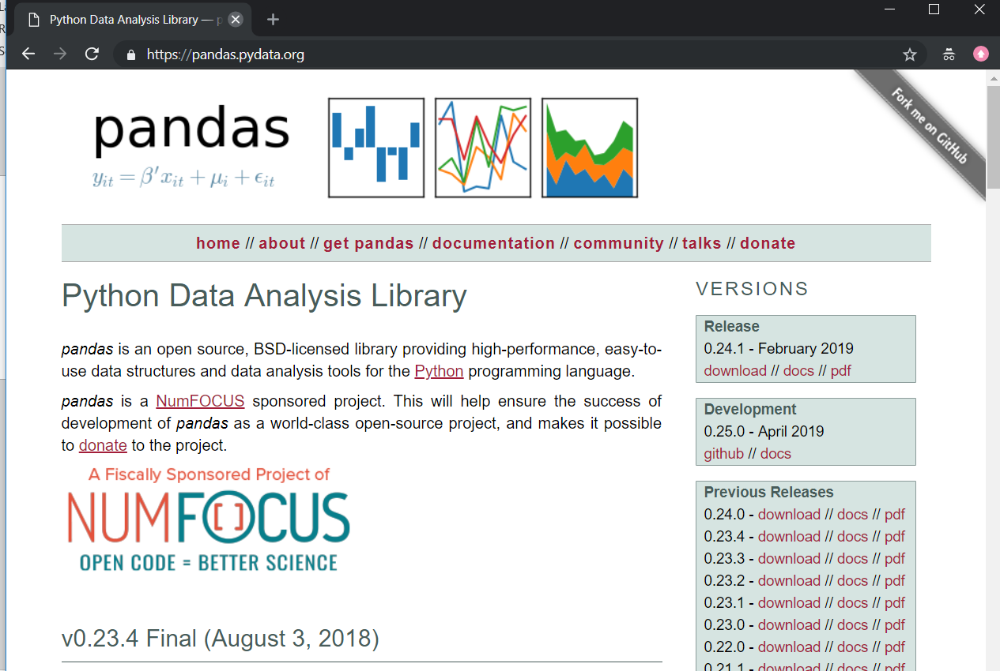 Python Data Analysis Library — p
https://pandas.pydata.org
Fork me on GitHub
pandas
y_{it} = β′x_{it} + μ_i + ϵ_{it}
home // about // get pandas // documentation // community // talks // donate
Python Data Analysis Library
pandas is an open source, BSD-licensed library providing high-performance, easy-to-
use data structures and data analysis tools for the Python programming language.
pandas is a NumFOCUS sponsored project. This will help ensure the success of
development of pandas as a world-class open-source project, and makes it possible
to donate to the project.
A Fiscally Sponsored Project of
NUMFOCUS
OPEN CODE = BETTER SCIENCE
v0.23.4 Final (August 3, 2018)
VERSIONS
Release
0.24.1 - February 2019
download // docs // pdf
Development
0.25.0 - April 2019
github // docs
Previous Releases
0.24.0 - download // docs // pdf
0.23.4 - download // docs // pdf
0.23.3 - download // docs // pdf
0.23.2 - download // docs // pdf
0.23.1 - download // docs // pdf
0.23.0 - download // docs // pdf
0.22.0 - download // docs // pdf
0.21.1 - download // docs // pdf